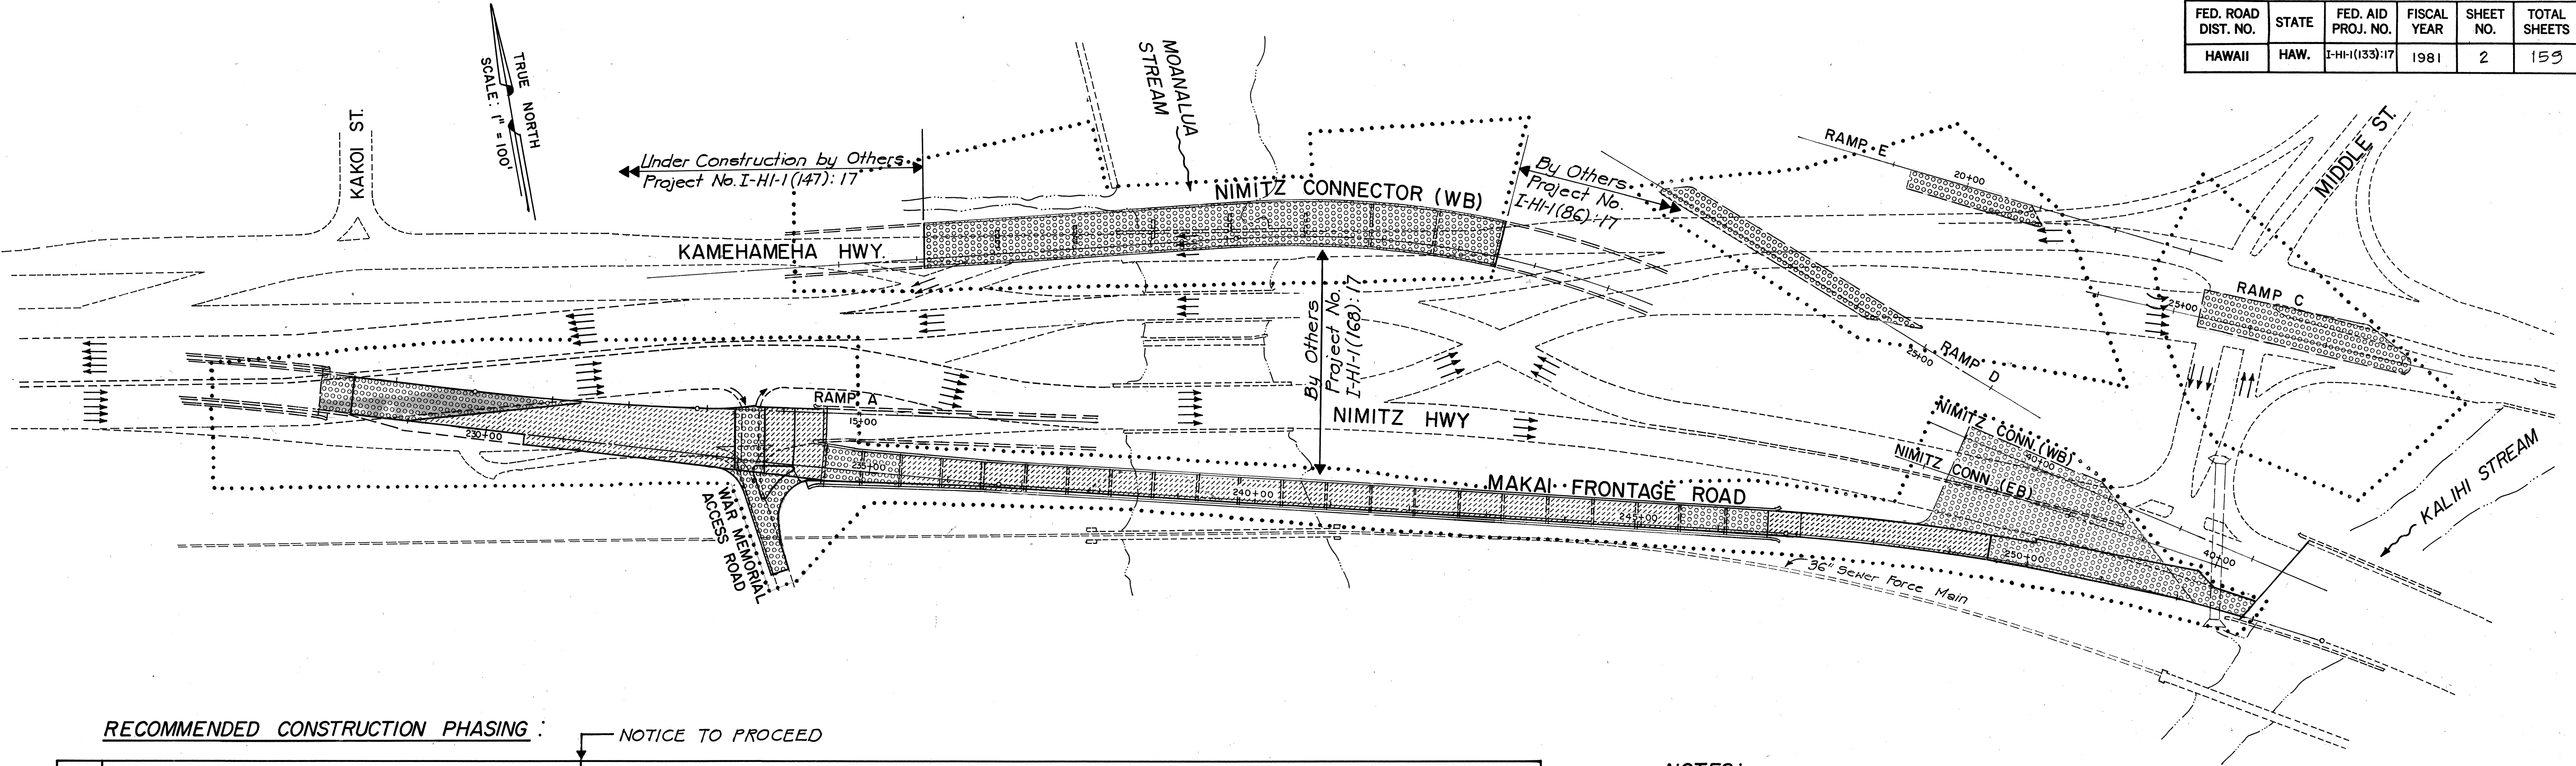 FED. ROAD DIST. NO. STATE FED. AID PROJ. NO. FISCAL YEAR SHEET NO. TOTAL SHEETS
HAWAII HAW. I-HI-1(133):17 1981 2 159
TRUE NORTH
SCALE: 1" = 100'
KAKOI ST.
Under Construction by Others
Project No. I-HI-1(147):17
MOANALUA
STREAM
NIMITZ CONNECTOR (WB)
KAMEHAMEHA HWY.
By Others
Project No.
I-HI-1(86):17
RAMP E
20+00
MIDDLE ST.
RAMP C
25+00
RAMP D
25+00
By Others
Project No.
I-HI-1(168):17
NIMITZ HWY
RAMP A
15+00
230+00
235+00
240+00
245+00
250+00
MAKAI FRONTAGE ROAD
NIMITZ CONN. (WB)
40+00
NIMITZ CONN (EB)
40+00
KALIHI STREAM
WAR MEMORIAL
ACCESS ROAD
36" Sewer Force Main
RECOMMENDED CONSTRUCTION PHASING :
NOTICE TO PROCEED
NOTES: